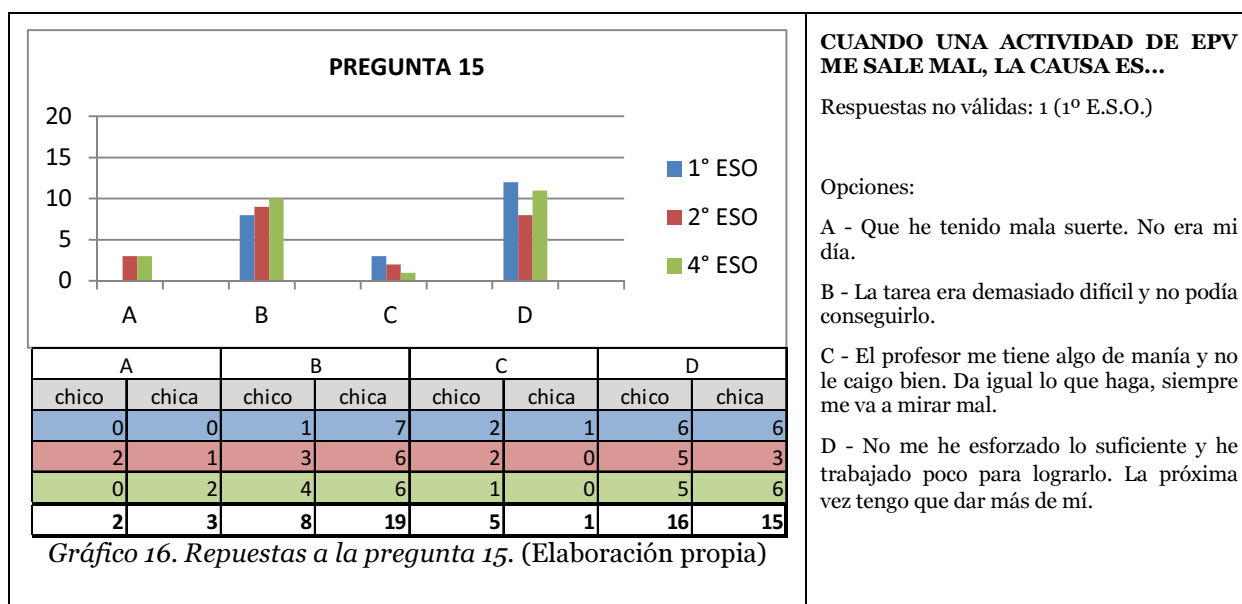 PREGUNTA 15
20
15
10
5
0
A B C D
1° ESO
2° ESO
4° ESO
A B C D
chico chica chico chica chico chica chico chica
0 0 1 7 2 1 6 6
2 1 3 6 2 0 5 3
0 2 4 6 1 0 5 6
2 3 8 19 5 1 16 15
Gráfico 16. Repuestas a la pregunta 15. (Elaboración propia)
CUANDO UNA ACTIVIDAD DE EPV
ME SALE MAL, LA CAUSA ES...
Respuestas no válidas: 1 (1º E.S.O.)
Opciones:
A - Que he tenido mala suerte. No era mi
día.
B - La tarea era demasiado difícil y no podía
conseguirlo.
C - El profesor me tiene algo de manía y no
le caigo bien. Da igual lo que haga, siempre
me va a mirar mal.
D - No me he esforzado lo suficiente y he
trabajado poco para lograrlo. La próxima
vez tengo que dar más de mí.